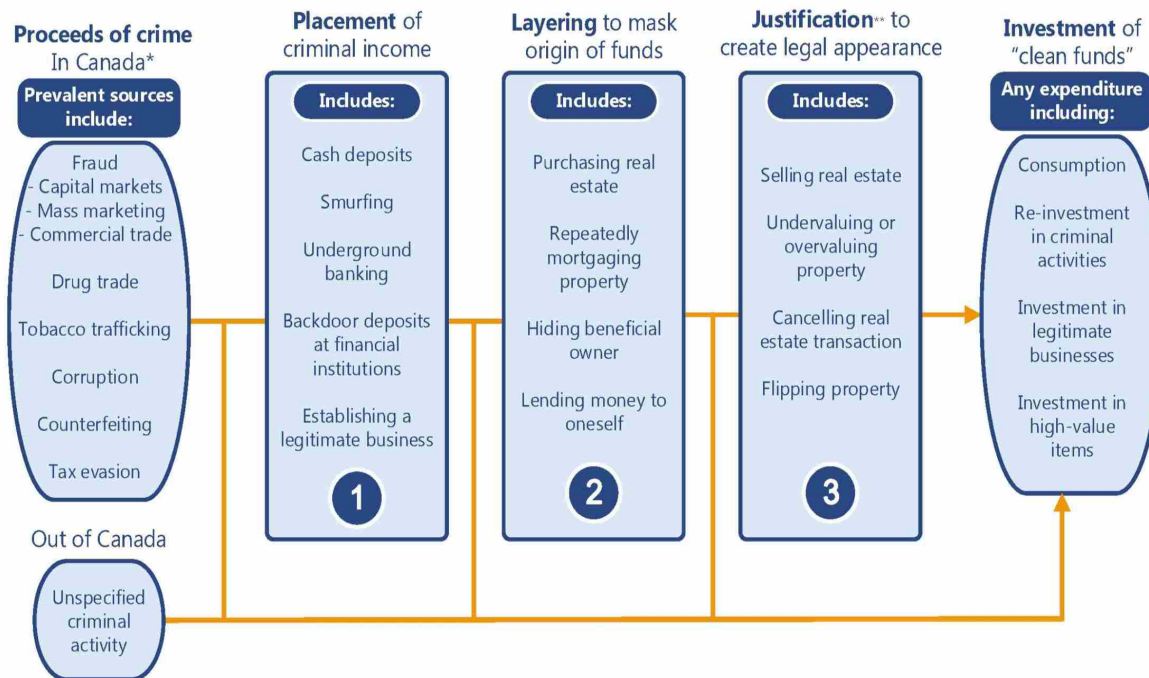 Proceeds of crime
In Canada*
Prevalent sources
include:
Fraud
- Capital markets
- Mass marketing
- Commercial trade
Drug trade
Tobacco trafficking
Corruption
Counterfeiting
Tax evasion
Out of Canada
Unspecified
criminal
activity
Placement of
criminal income
Includes:
Cash deposits
Smurfing
Underground
banking
Backdoor deposits
at financial
institutions
Establishing a
legitimate business
1
Layering to mask
origin of funds
Includes:
Purchasing real
estate
Repeatedly
mortgaging
property
Hiding beneficial
owner
Lending money to
oneself
2
Justification** to
create legal appearance
Includes:
Selling real estate
Undervaluing or
overvaluing
property
Cancelling real
estate transaction
Flipping property
3
Investment of
“clean funds”
Any expenditure
including:
Consumption
Re-investment
in criminal
activities
Investment in
legitimate
businesses
Investment in
high-value
items